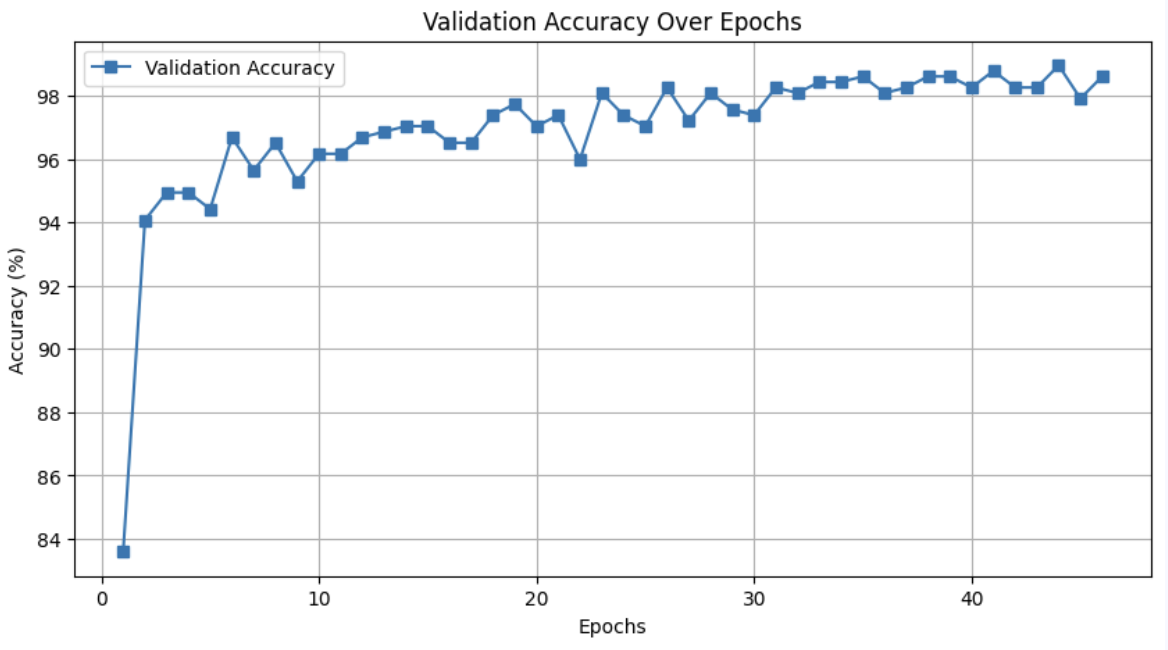 Validation Accuracy Over Epochs
Validation Accuracy
Accuracy (%)
98
96
94
92
90
88
86
84
0 10 20 30 40
Epochs